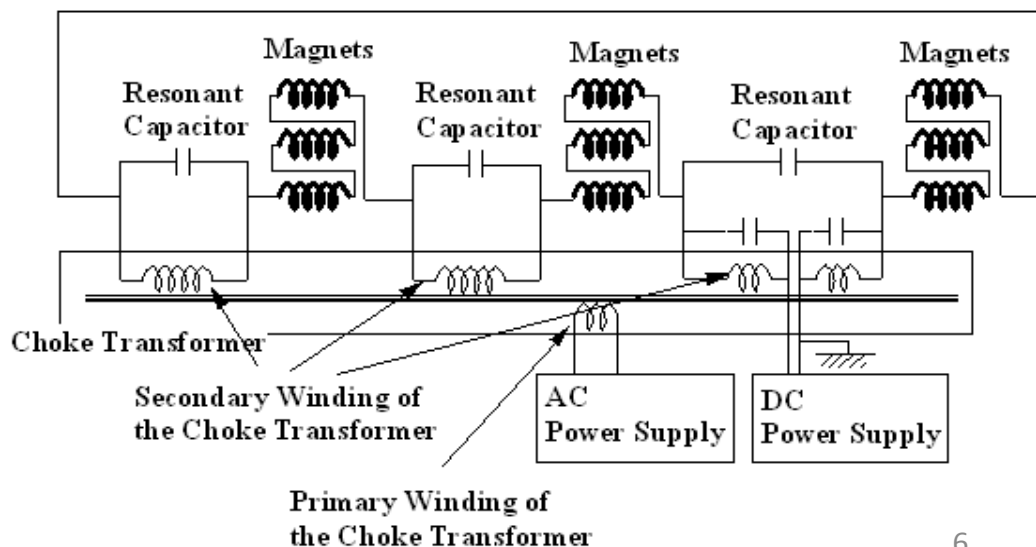 Magnets
Magnets
Magnets
Resonant
Capacitor
Resonant
Capacitor
Resonant
Capacitor
Choke Transformer
Secondary Winding of
the Choke Transformer
AC
Power Supply
DC
Power Supply
Primary Winding of
the Choke Transformer
6